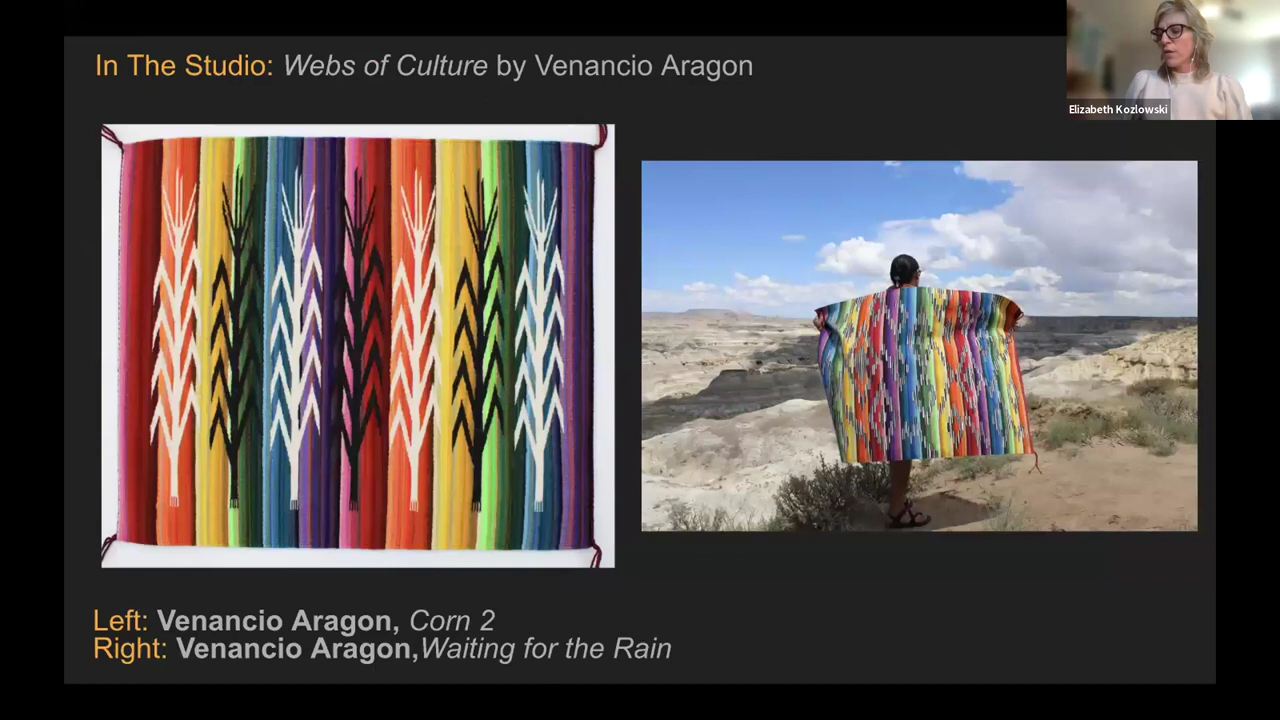 In The Studio: Webs of Culture by Venancio Aragon
Elizabeth Kozlowski
Left: Venancio Aragon, Corn 2
Right: Venancio Aragon,Waiting for the Rain